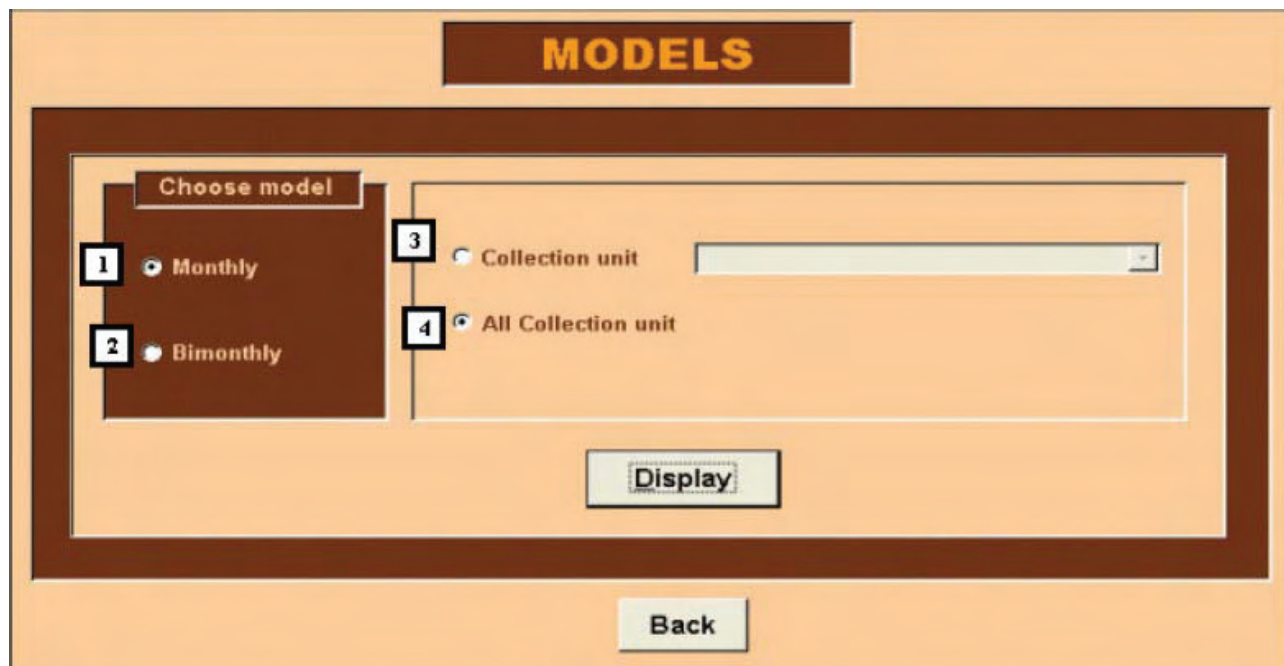 MODELS
Choose model
1 Monthly
2 Bimonthly
3 Collection unit
4 All Collection unit
Display
Back